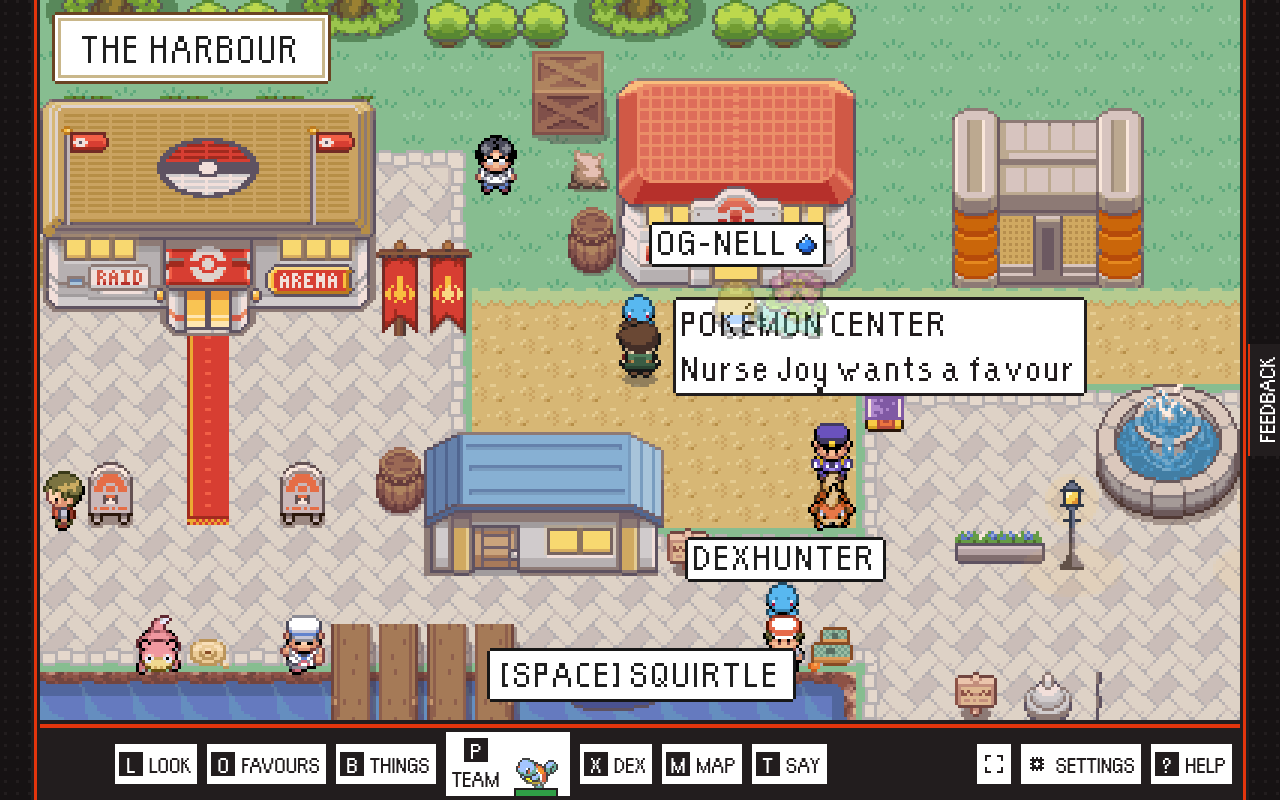 THE HARBOUR
RAID
ARENA
OG-NELL
POKEMON CENTER
Nurse Joy wants a favour
FEEDBACK
DEXHUNTER
[SPACE] SQUIRTLE
L LOOK
O FAVOURS
B THINGS
P TEAM
X DEX
M MAP
T SAY
SETTINGS
? HELP